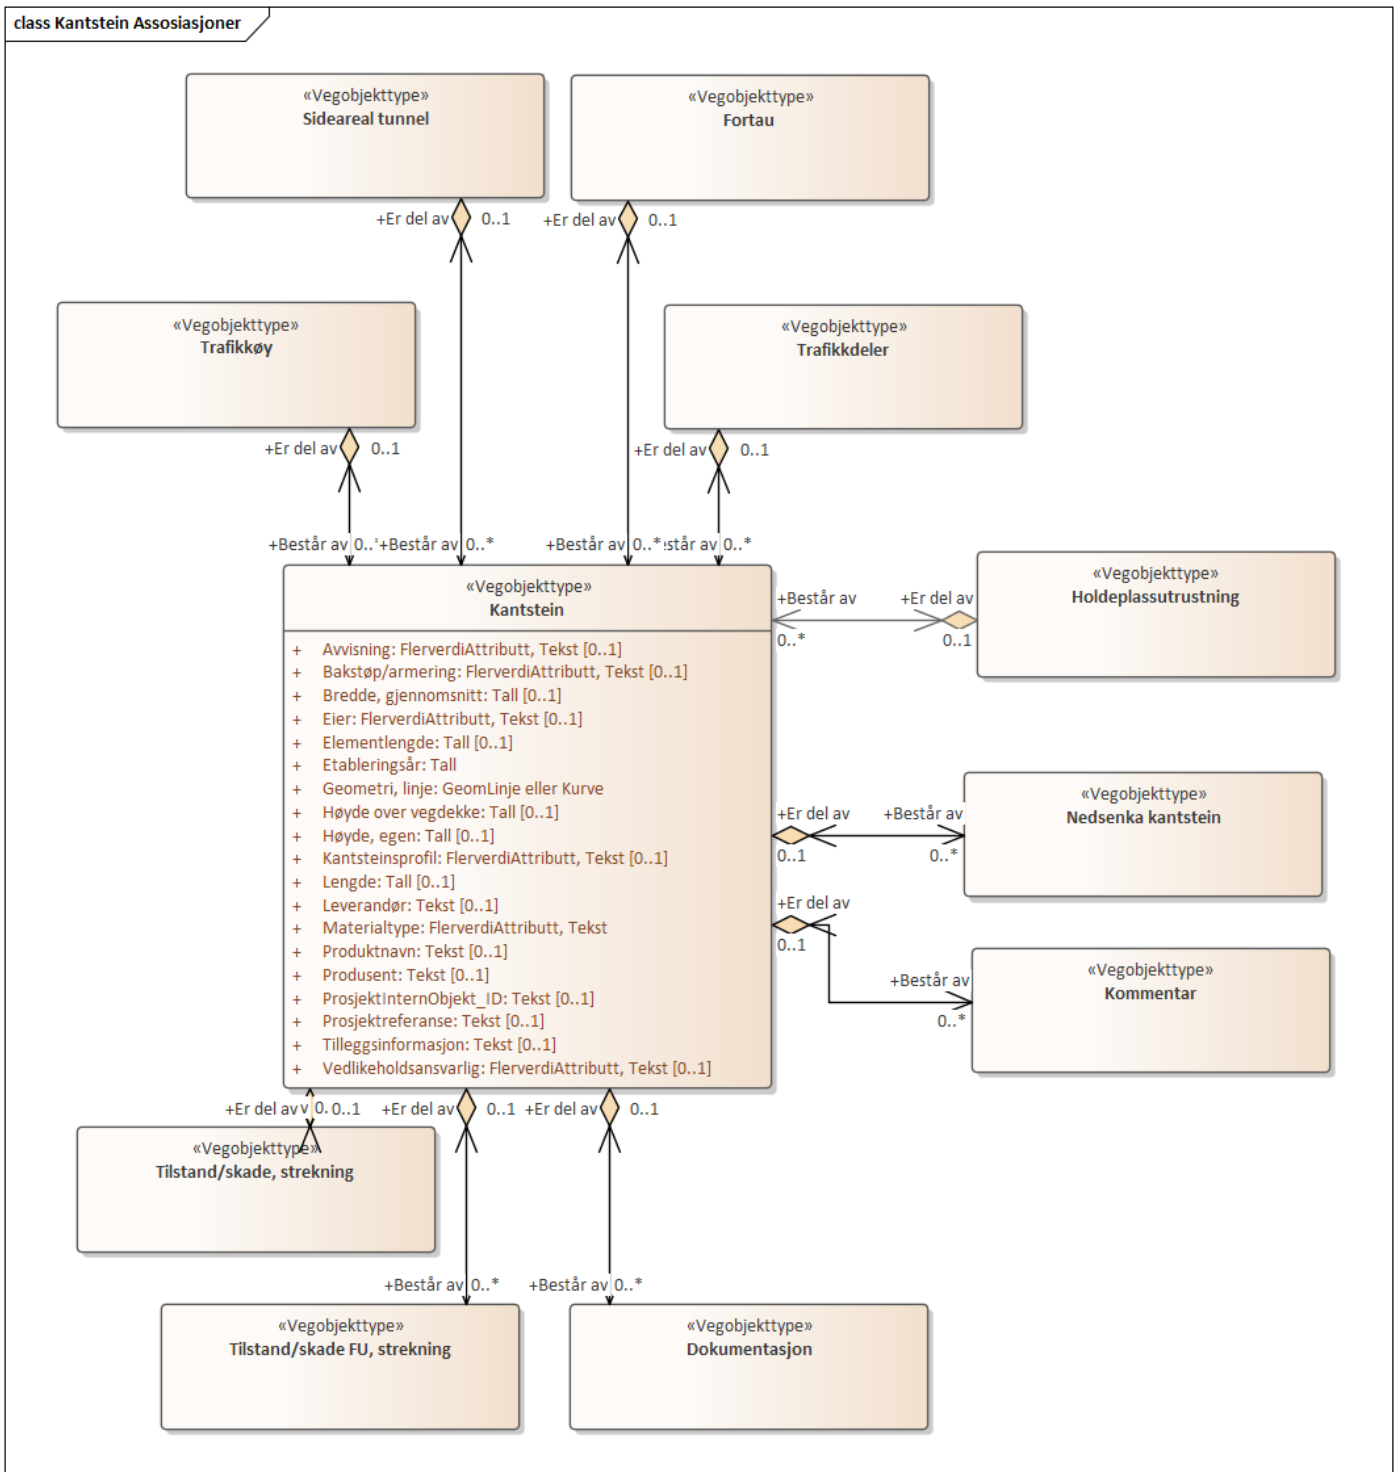 class Kantstein Assosiasjoner
«Vegobjekttype»
Sideareal tunnel
«Vegobjekttype»
Fortau
+Er del av 0..1
+Er del av 0..1
«Vegobjekttype»
Trafikkøy
«Vegobjekttype»
Trafikkdeler
+Er del av 0..1
+Er del av 0..1
+Består av 0..
+Består av 0..*
+Består av 0..*
står av 0..*
«Vegobjekttype»
Kantstein
+ Avvisning: FlerverdiAttributt, Tekst [0..1]
+ Bakstøp/armering: FlerverdiAttributt, Tekst [0..1]
+ Bredde, gjennomsnitt: Tall [0..1]
+ Eier: FlerverdiAttributt, Tekst [0..1]
+ Elementlengde: Tall [0..1]
+ Etableringsår: Tall
+ Geometri, linje: GeomLinje eller Kurve
+ Høyde over vegdekke: Tall [0..1]
+ Høyde, egen: Tall [0..1]
+ Kantsteinsprofil: FlerverdiAttributt, Tekst [0..1]
+ Lengde: Tall [0..1]
+ Leverandør: Tekst [0..1]
+ Materialtype: FlerverdiAttributt, Tekst
+ Produktnavn: Tekst [0..1]
+ Produsent: Tekst [0..1]
+ ProsjektInternObjekt_ID: Tekst [0..1]
+ Prosjektreferanse: Tekst [0..1]
+ Tilleggsinformasjon: Tekst [0..1]
+ Vedlikeholdsansvarlig: FlerverdiAttributt, Tekst [0..1]
+Består av
0..*
+Er del av
0..1
«Vegobjekttype»
Holdeplassutrustning
+Er del av
0..1
+Består av
0..*
«Vegobjekttype»
Nedsenka kantstein
+Er del av
0..1
+Består av
0..*
«Vegobjekttype»
Kommentar
+Er del av v 0. 0..1
+Er del av 0..1
+Er del av 0..1
«Vegobjekttype»
Tilstand/skade, strekning
+Består av 0..*
+Består av 0..*
«Vegobjekttype»
Tilstand/skade FU, strekning
«Vegobjekttype»
Dokumentasjon